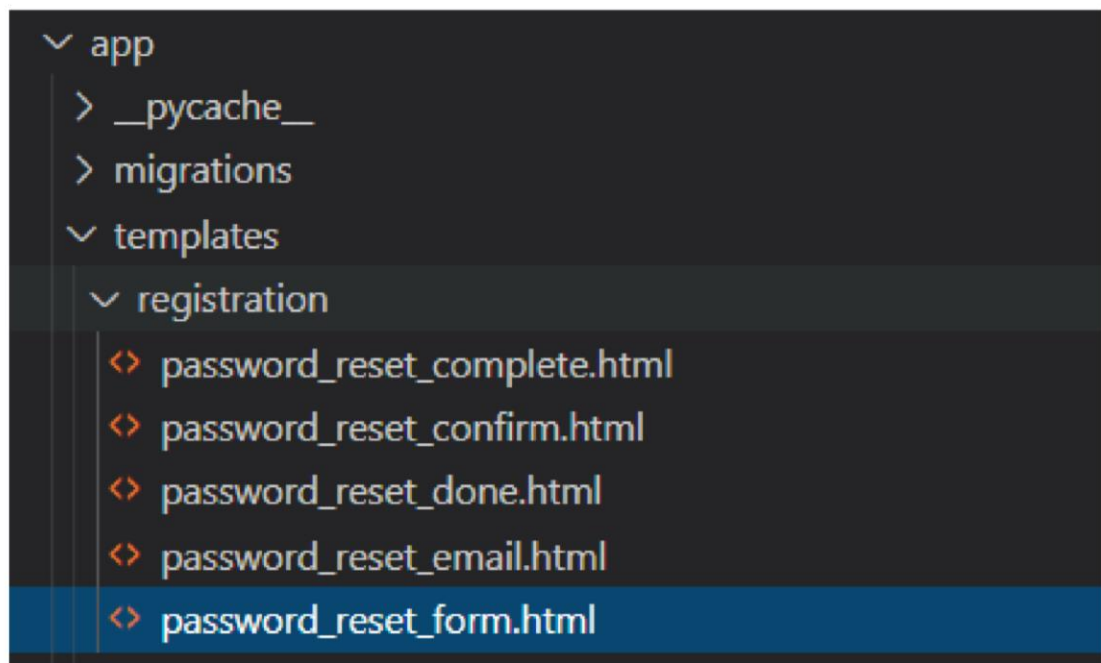 app
__pycache__
migrations
templates
registration
password_reset_complete.html
password_reset_confirm.html
password_reset_done.html
password_reset_email.html
password_reset_form.html